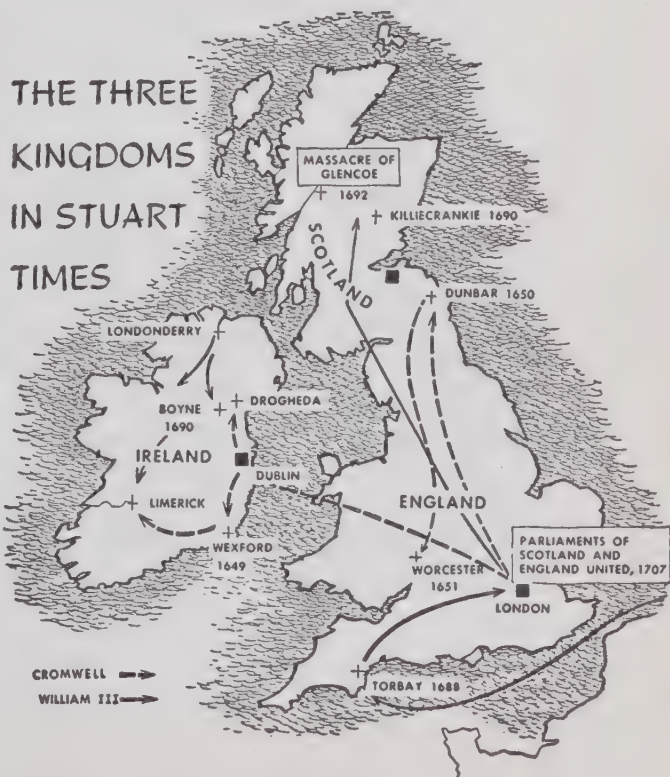 THE THREE
KINGDOMS
IN STUART
TIMES
MASSACRE OF
GLENCOE
1692
KILLIECRANKIE 1690
SCOTLAND
DUNBAR 1650
LONDONDERRY
BOYNE
1690
DROGHEDA
IRELAND
DUBLIN
LIMERICK
ENGLAND
WEXFORD
1649
WORCESTER
1651
PARLIAMENTS OF
SCOTLAND AND
ENGLAND UNITED, 1707
LONDON
CROMWELL
WILLIAM III
TORBAY 1688